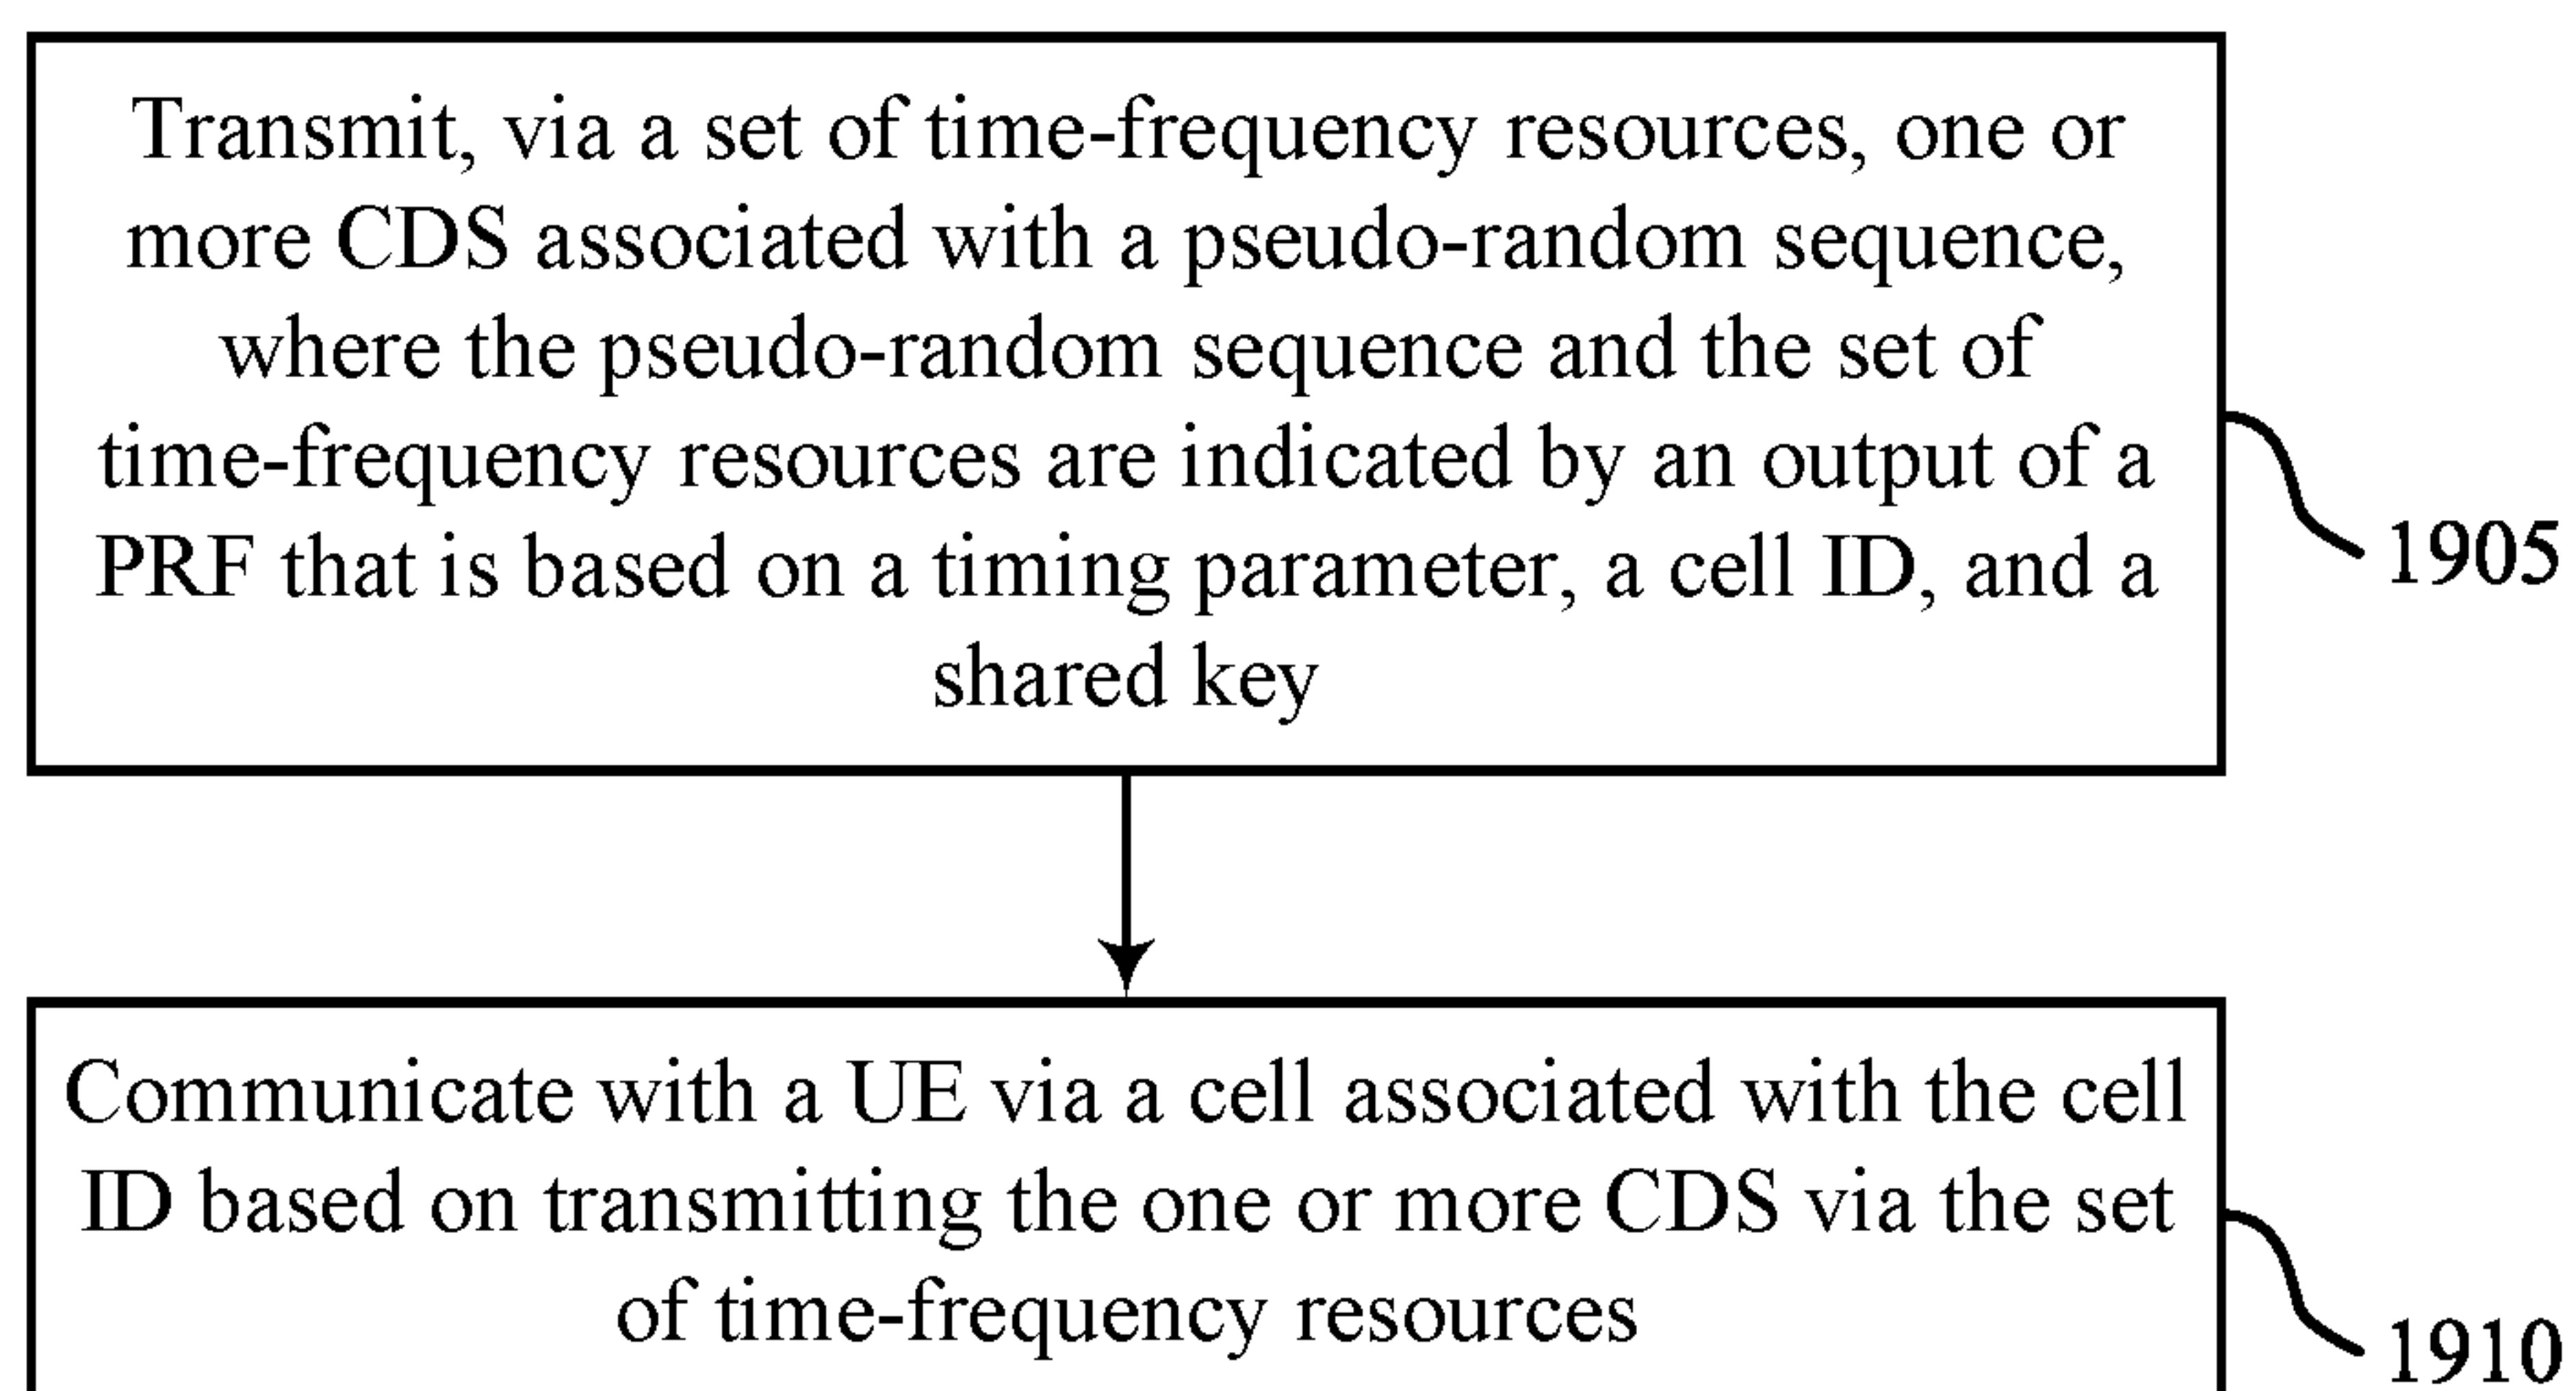 Transmit, via a set of time-frequency resources, one or
more CDS associated with a pseudo-random sequence,
where the pseudo-random sequence and the set of
time-frequency resources are indicated by an output of a
PRF that is based on a timing parameter, a cell ID, and a
shared key
1905
Communicate with a UE via a cell associated with the cell
ID based on transmitting the one or more CDS via the set
of time-frequency resources
1910